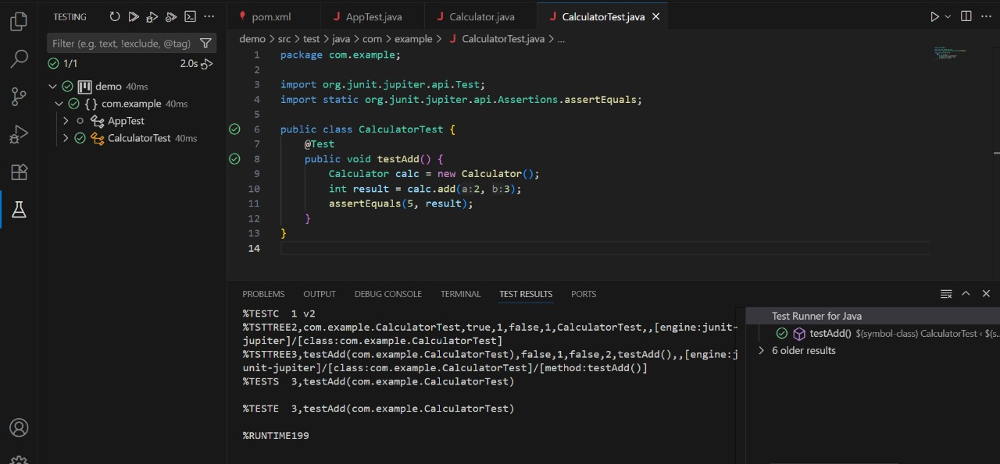 TESTING
pom.xml
AppTest.java
Calculator.java
CalculatorTest.java
Filter (e.g. text, !exclude, @tag)
1/1
2.0s
demo 40ms
{ } com.example 40ms
AppTest
CalculatorTest 40ms
demo > src > test > java > com > example > CalculatorTest.java > ...
1 package com.example;
2
3 import org.junit.jupiter.api.Test;
4 import static org.junit.jupiter.api.Assertions.assertEquals;
5
6 public class CalculatorTest {
7     @Test
8     public void testAdd() {
9         Calculator calc = new Calculator();
10         int result = calc.add(a:2, b:3);
11         assertEquals(5, result);
12     }
13 }
14
PROBLEMS OUTPUT DEBUG CONSOLE TERMINAL TEST RESULTS PORTS
%TESTC  1 v2
%TSTTREE2,com.example.CalculatorTest,true,1,false,1,CalculatorTest,,[engine:junit-
jupiter]/[class:com.example.CalculatorTest]
%TSTTREE3,testAdd(com.example.CalculatorTest),false,1,false,2,testAdd(),,[engine:j
unit-jupiter]/[class:com.example.CalculatorTest]/[method:testAdd()]
%TESTS  3,testAdd(com.example.CalculatorTest)
%TESTE  3,testAdd(com.example.CalculatorTest)
%RUNTIME199
Test Runner for Java
testAdd() $(symbol-class) CalculatorTest ‹ $(s...
6 older results